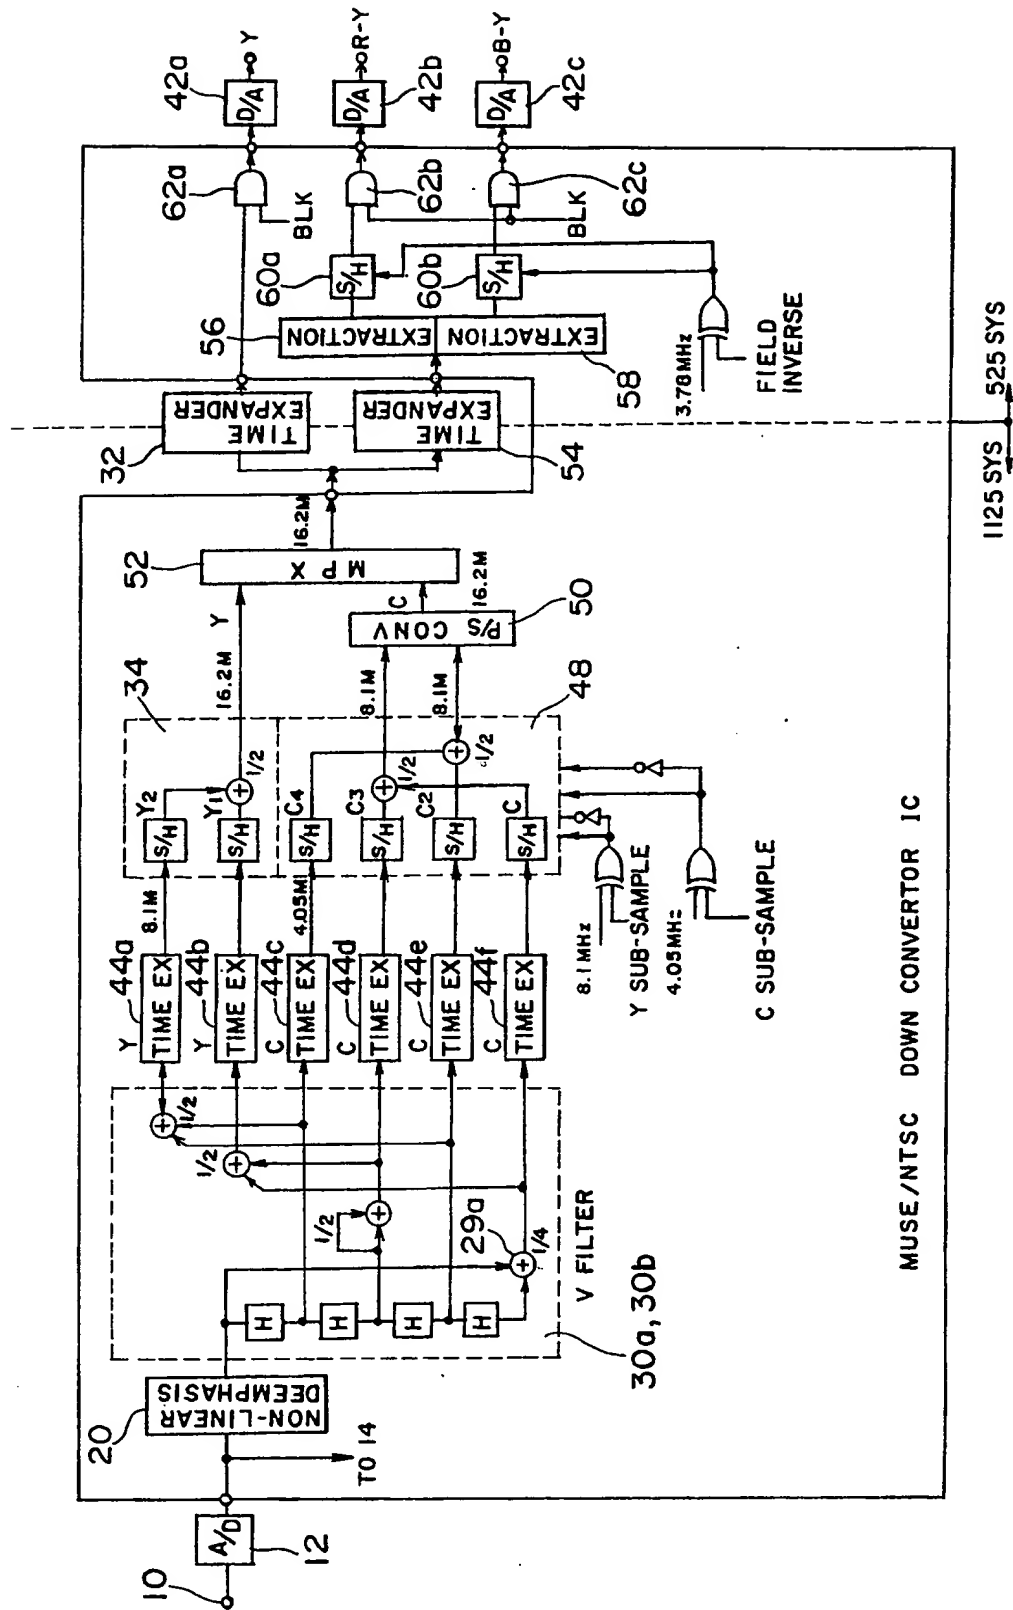 10
A/D
12
TO 14
20
NON-LINEAR
DEEMPHASIS
H
H
H
H
1/2
1/2
1/2
29a
1/4
V FILTER
30a, 30b
Y
44a
TIME EX
Y
44b
TIME EX
C
44c
TIME EX
C
44d
TIME EX
C
44e
TIME EX
C
44f
TIME EX
8.1M
4.05M
34
S/H
Y2
S/H
Y1
1/2
S/H
C4
S/H
C3
1/2
S/H
C2
1/2
S/H
C
48
8.1MHz
Y SUB-SAMPLE
4.05MH=
C SUB-SAMPLE
16.2M
Y
8.1M
8.1M
P/S
CONV
50
C
16.2M
52
MPX
16.2M
32
TIME
EXPANDER
TIME
EXPANDER
54
56
EXTRACTION
EXTRACTION
58
60a
S/H
60b
S/H
3.78MHz
FIELD
INVERSE
62a
BLK
62b
BLK
62c
42a
D/A
Y
42b
D/A
R-Y
42c
D/A
B-Y
MUSE/NTSC DOWN CONVERTOR IC
1125 SYS
525 SYS